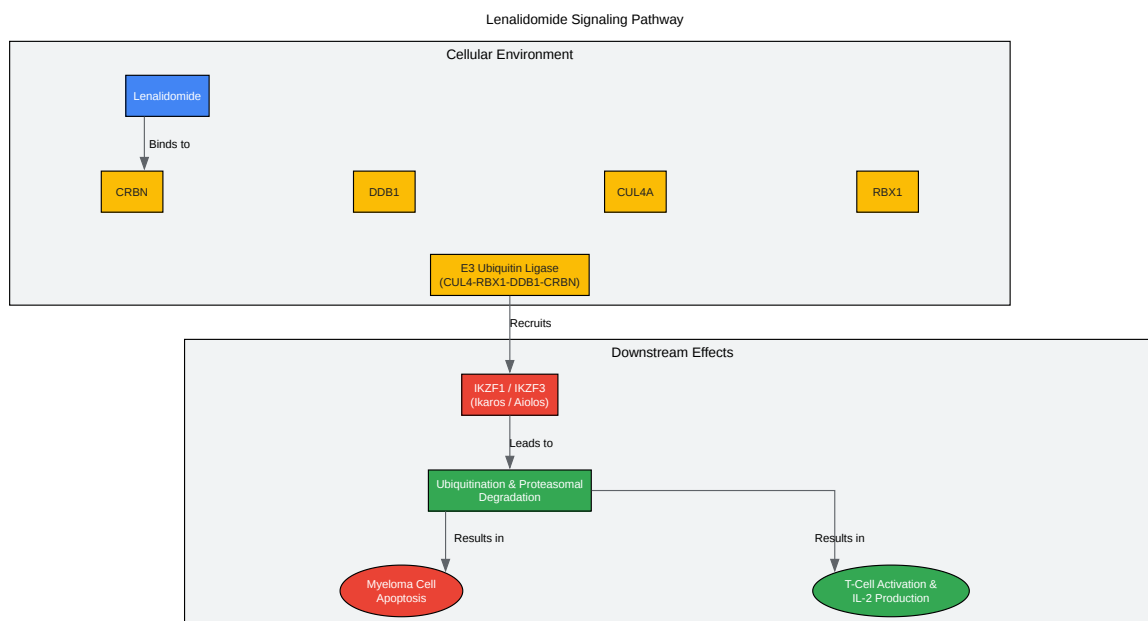 Lenalidomide Signaling Pathway
Cellular Environment
Lenalidomide
Binds to
CRBN
DDB1
CUL4A
RBX1
E3 Ubiquitin Ligase
(CUL4-RBX1-DDB1-CRBN)
Recruits
Downstream Effects
IKZF1 / IKZF3
(Ikaros / Aiolos)
Leads to
Ubiquitination & Proteasomal
Degradation
Results in
Results in
Myeloma Cell
Apoptosis
T-Cell Activation &
IL-2 Production